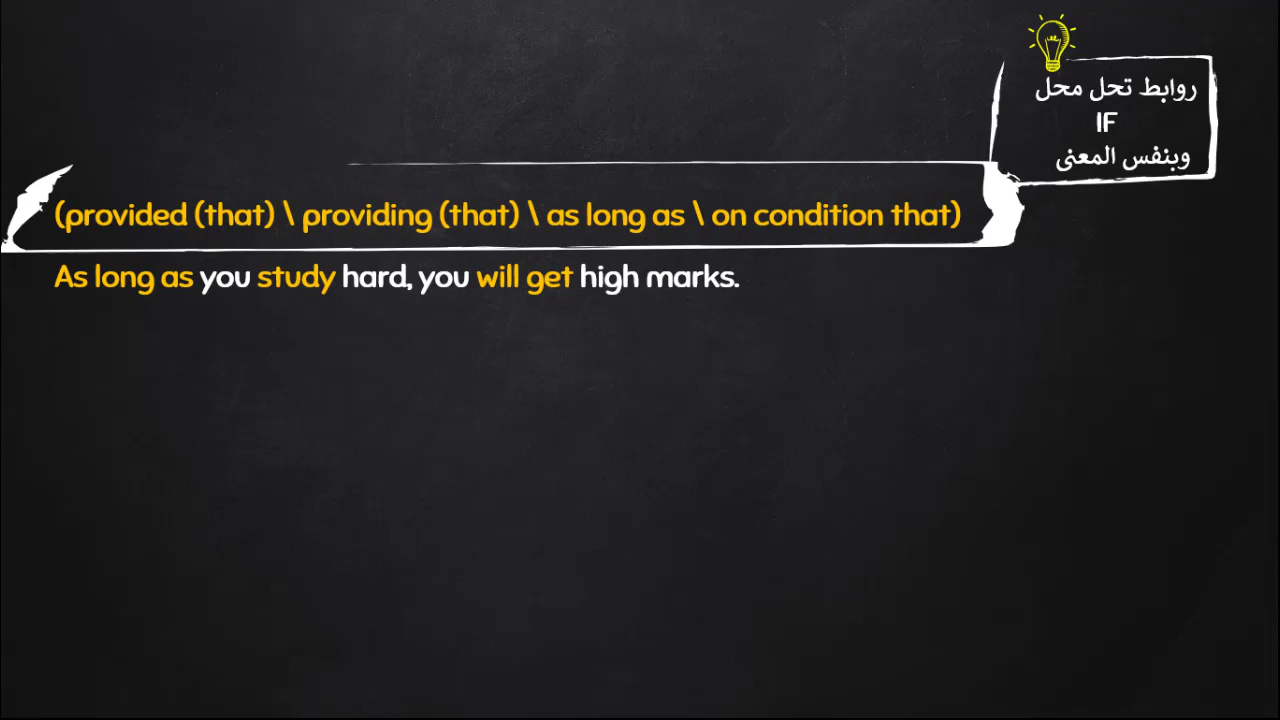 روابط تحل محل
IF
وبنفس المعنى
(provided (that) \ providing (that) \ as long as \ on condition that)
As long as you study hard, you will get high marks.